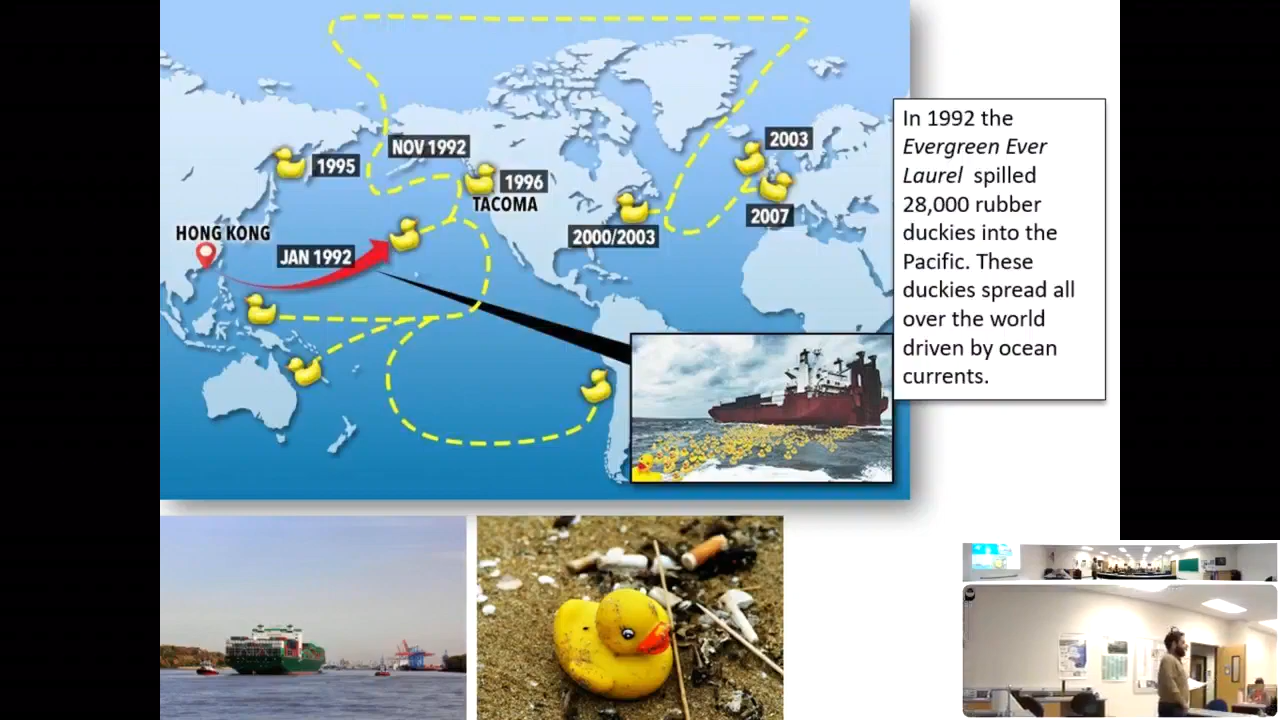 NOV 1992
2003
1995
1996
TACOMA
2007
HONG KONG
2000/2003
JAN 1992
In 1992 the
Evergreen Ever
Laurel spilled
28,000 rubber
duckies into the
Pacific. These
duckies spread all
over the world
driven by ocean
currents.